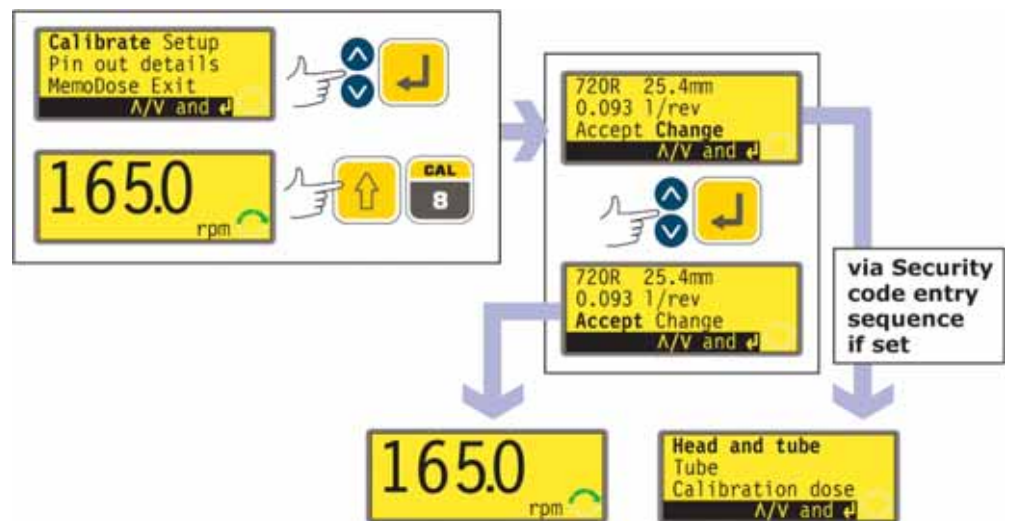 Calibrate Setup
Pin out details
MemoDose Exit
∧/∨ and ↵
165.0
rpm
CAL
8
720R 25.4mm
0.093 l/rev
Accept Change
∧/∨ and ↵
720R 25.4mm
0.093 l/rev
Accept Change
∧/∨ and ↵
via Security
code entry
sequence
if set
165.0
rpm
Head and tube
Tube
Calibration dose
∧/∨ and ↵